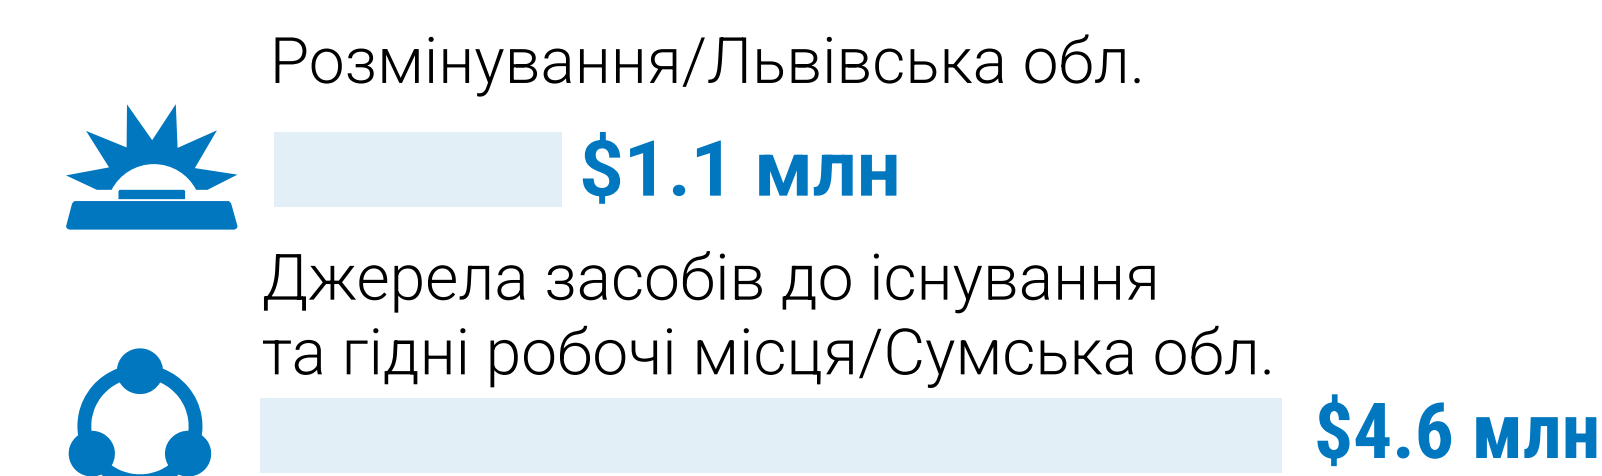 Розмінування/Львівська обл.
$1.1 млн
Джерела засобів до існування
та гідні робочі місця/Сумська обл.
$4.6 млн